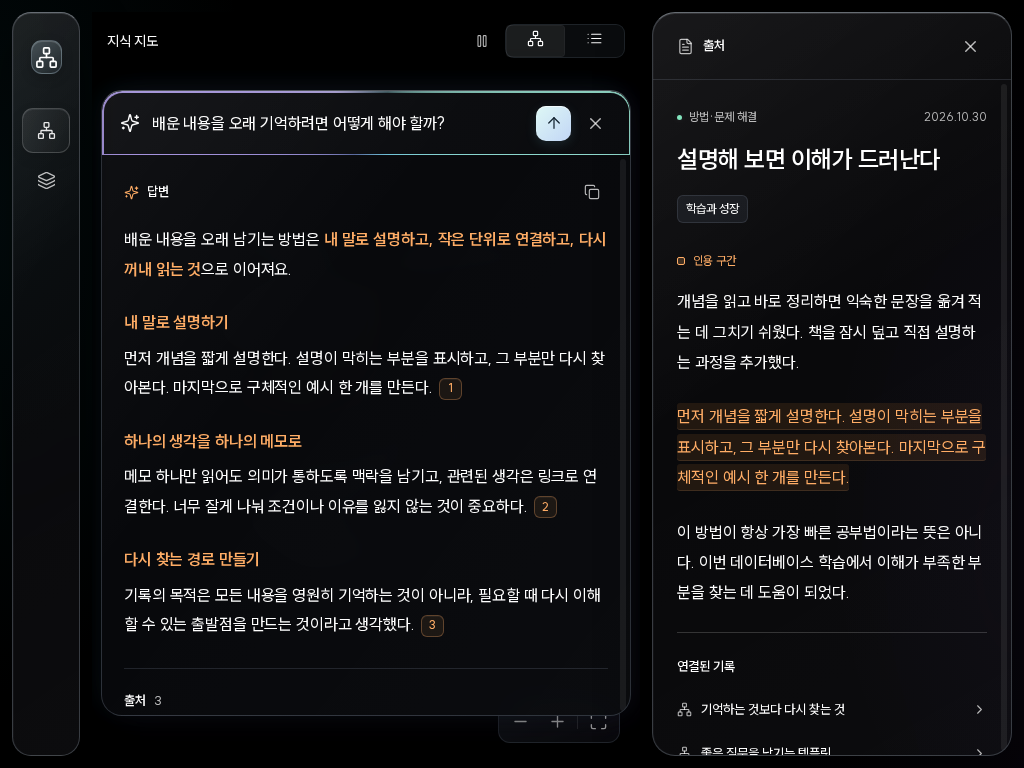 지식 지도
배운 내용을 오래 기억하려면 어떻게 해야 할까?
답변
배운 내용을 오래 남기는 방법은 내 말로 설명하고, 작은 단위로 연결하고, 다시
꺼내 읽는 것으로 이어져요.
내 말로 설명하기
먼저 개념을 짧게 설명한다. 설명이 막히는 부분을 표시하고, 그 부분만 다시 찾
아본다. 마지막으로 구체적인 예시 한 개를 만든다. 1
하나의 생각을 하나의 메모로
메모 하나만 읽어도 의미가 통하도록 맥락을 남기고, 관련된 생각은 링크로 연
결한다. 너무 잘게 나눠 조건이나 이유를 잃지 않는 것이 중요하다. 2
다시 찾는 경로 만들기
기록의 목적은 모든 내용을 영원히 기억하는 것이 아니라, 필요할 때 다시 이해
할 수 있는 출발점을 만드는 것이라고 생각했다. 3
출처 3
출처
방법·문제 해결 2026.10.30
설명해 보면 이해가 드러난다
학습과 성장
인용 구간
개념을 읽고 바로 정리하면 익숙한 문장을 옮겨 적
는 데 그치기 쉬웠다. 책을 잠시 덮고 직접 설명하
는 과정을 추가했다.
먼저 개념을 짧게 설명한다. 설명이 막히는 부분을
표시하고, 그 부분만 다시 찾아본다. 마지막으로 구
체적인 예시 한 개를 만든다.
이 방법이 항상 가장 빠른 공부법이라는 뜻은 아니
다. 이번 데이터베이스 학습에서 이해가 부족한 부
분을 찾는 데 도움이 되었다.
연결된 기록
기억하는 것보다 다시 찾는 것
좋은 질문을 남기는 템플릿